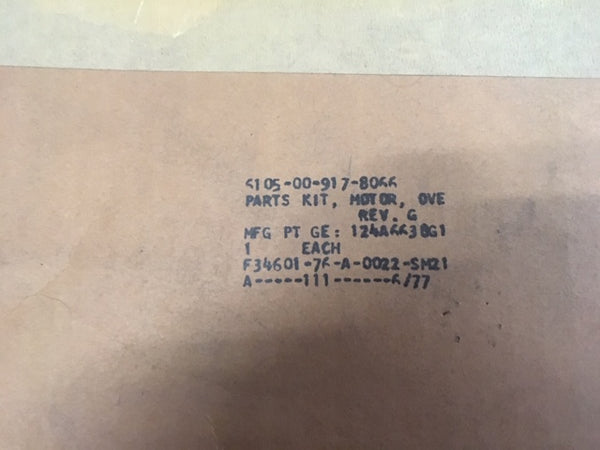 6105-00-917-8066
PARTS KIT, MOTOR, OVE
REV. G
MFG PT GE: 124A6638G1
1 EACH
F34601-76-A-0022-SM21
A-----111------6/77